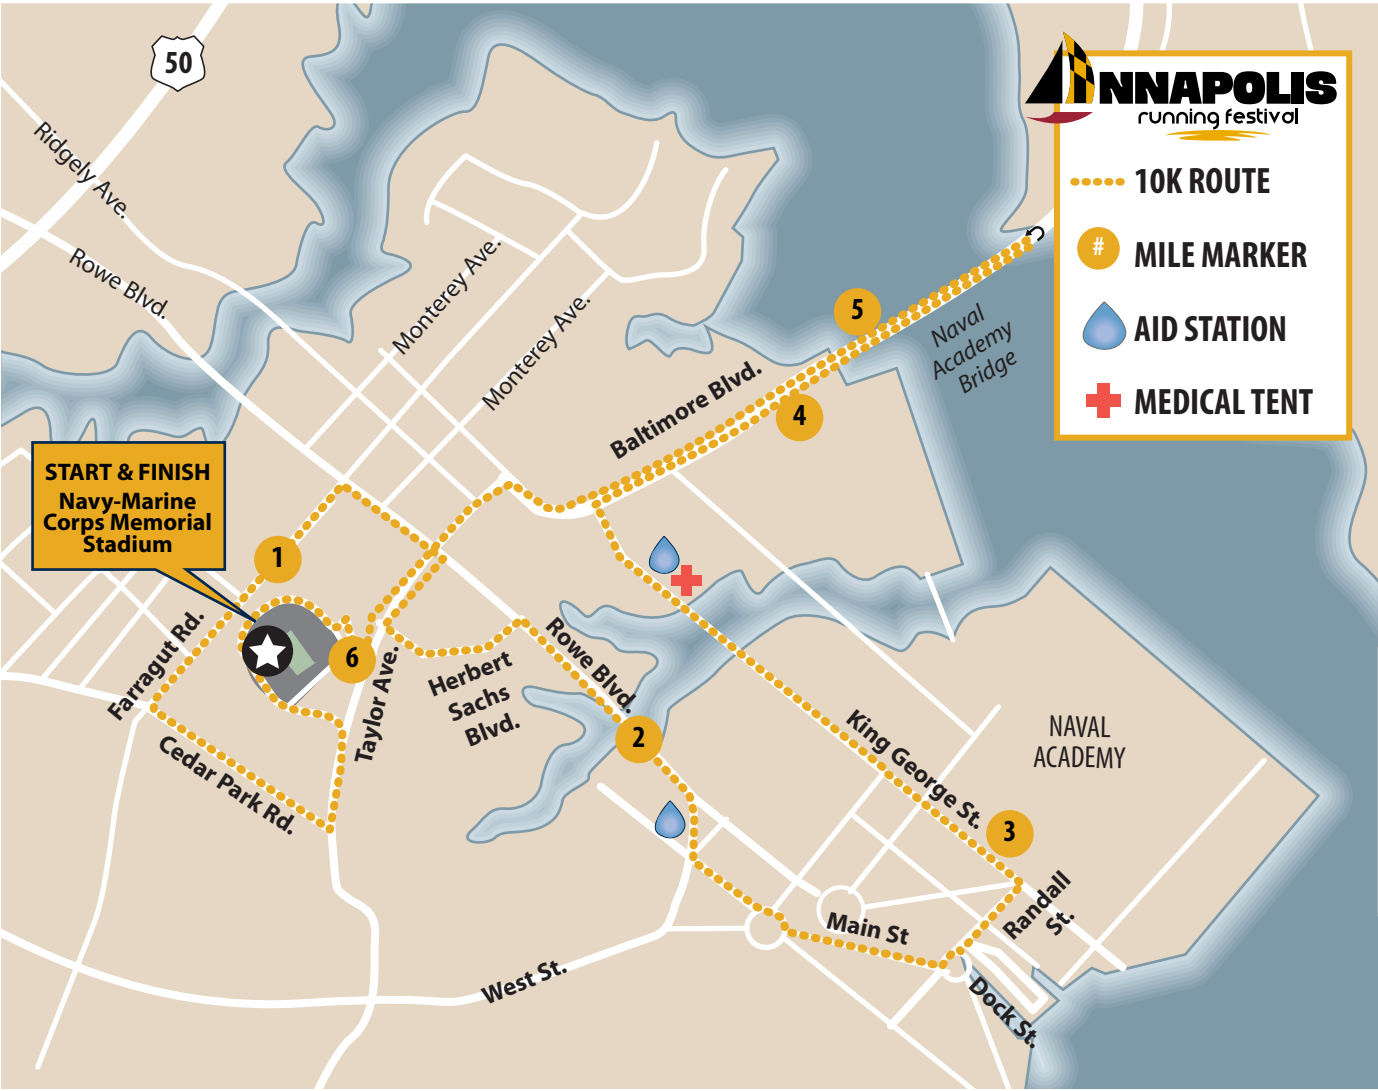 50
Ridgely Ave.
Rowe Blvd.
Monterey Ave.
Monterey Ave.
ANNAPOLIS
running festival
10K ROUTE
# MILE MARKER
AID STATION
MEDICAL TENT
5
Naval
Academy
Bridge
Baltimore Blvd.
4
START & FINISH
Navy-Marine
Corps Memorial
Stadium
1
Farragut Rd.
6
Taylor Ave.
Herbert
Sachs
Blvd.
Rowe Blvd.
2
Cedar Park Rd.
King George St.
NAVAL
ACADEMY
3
Randall
St.
Main St
West St.
Dock St.